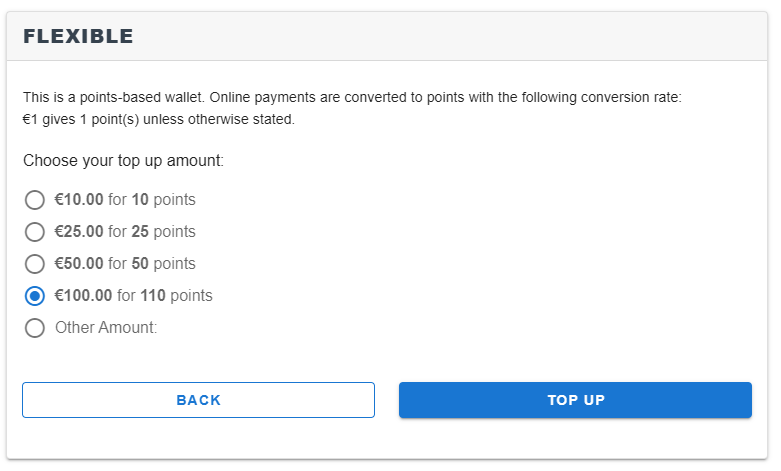 FLEXIBLE
This is a points-based wallet. Online payments are converted to points with the following conversion rate:
€1 gives 1 point(s) unless otherwise stated.
Choose your top up amount:
€10.00 for 10 points
€25.00 for 25 points
€50.00 for 50 points
€100.00 for 110 points
Other Amount:
BACK
TOP UP